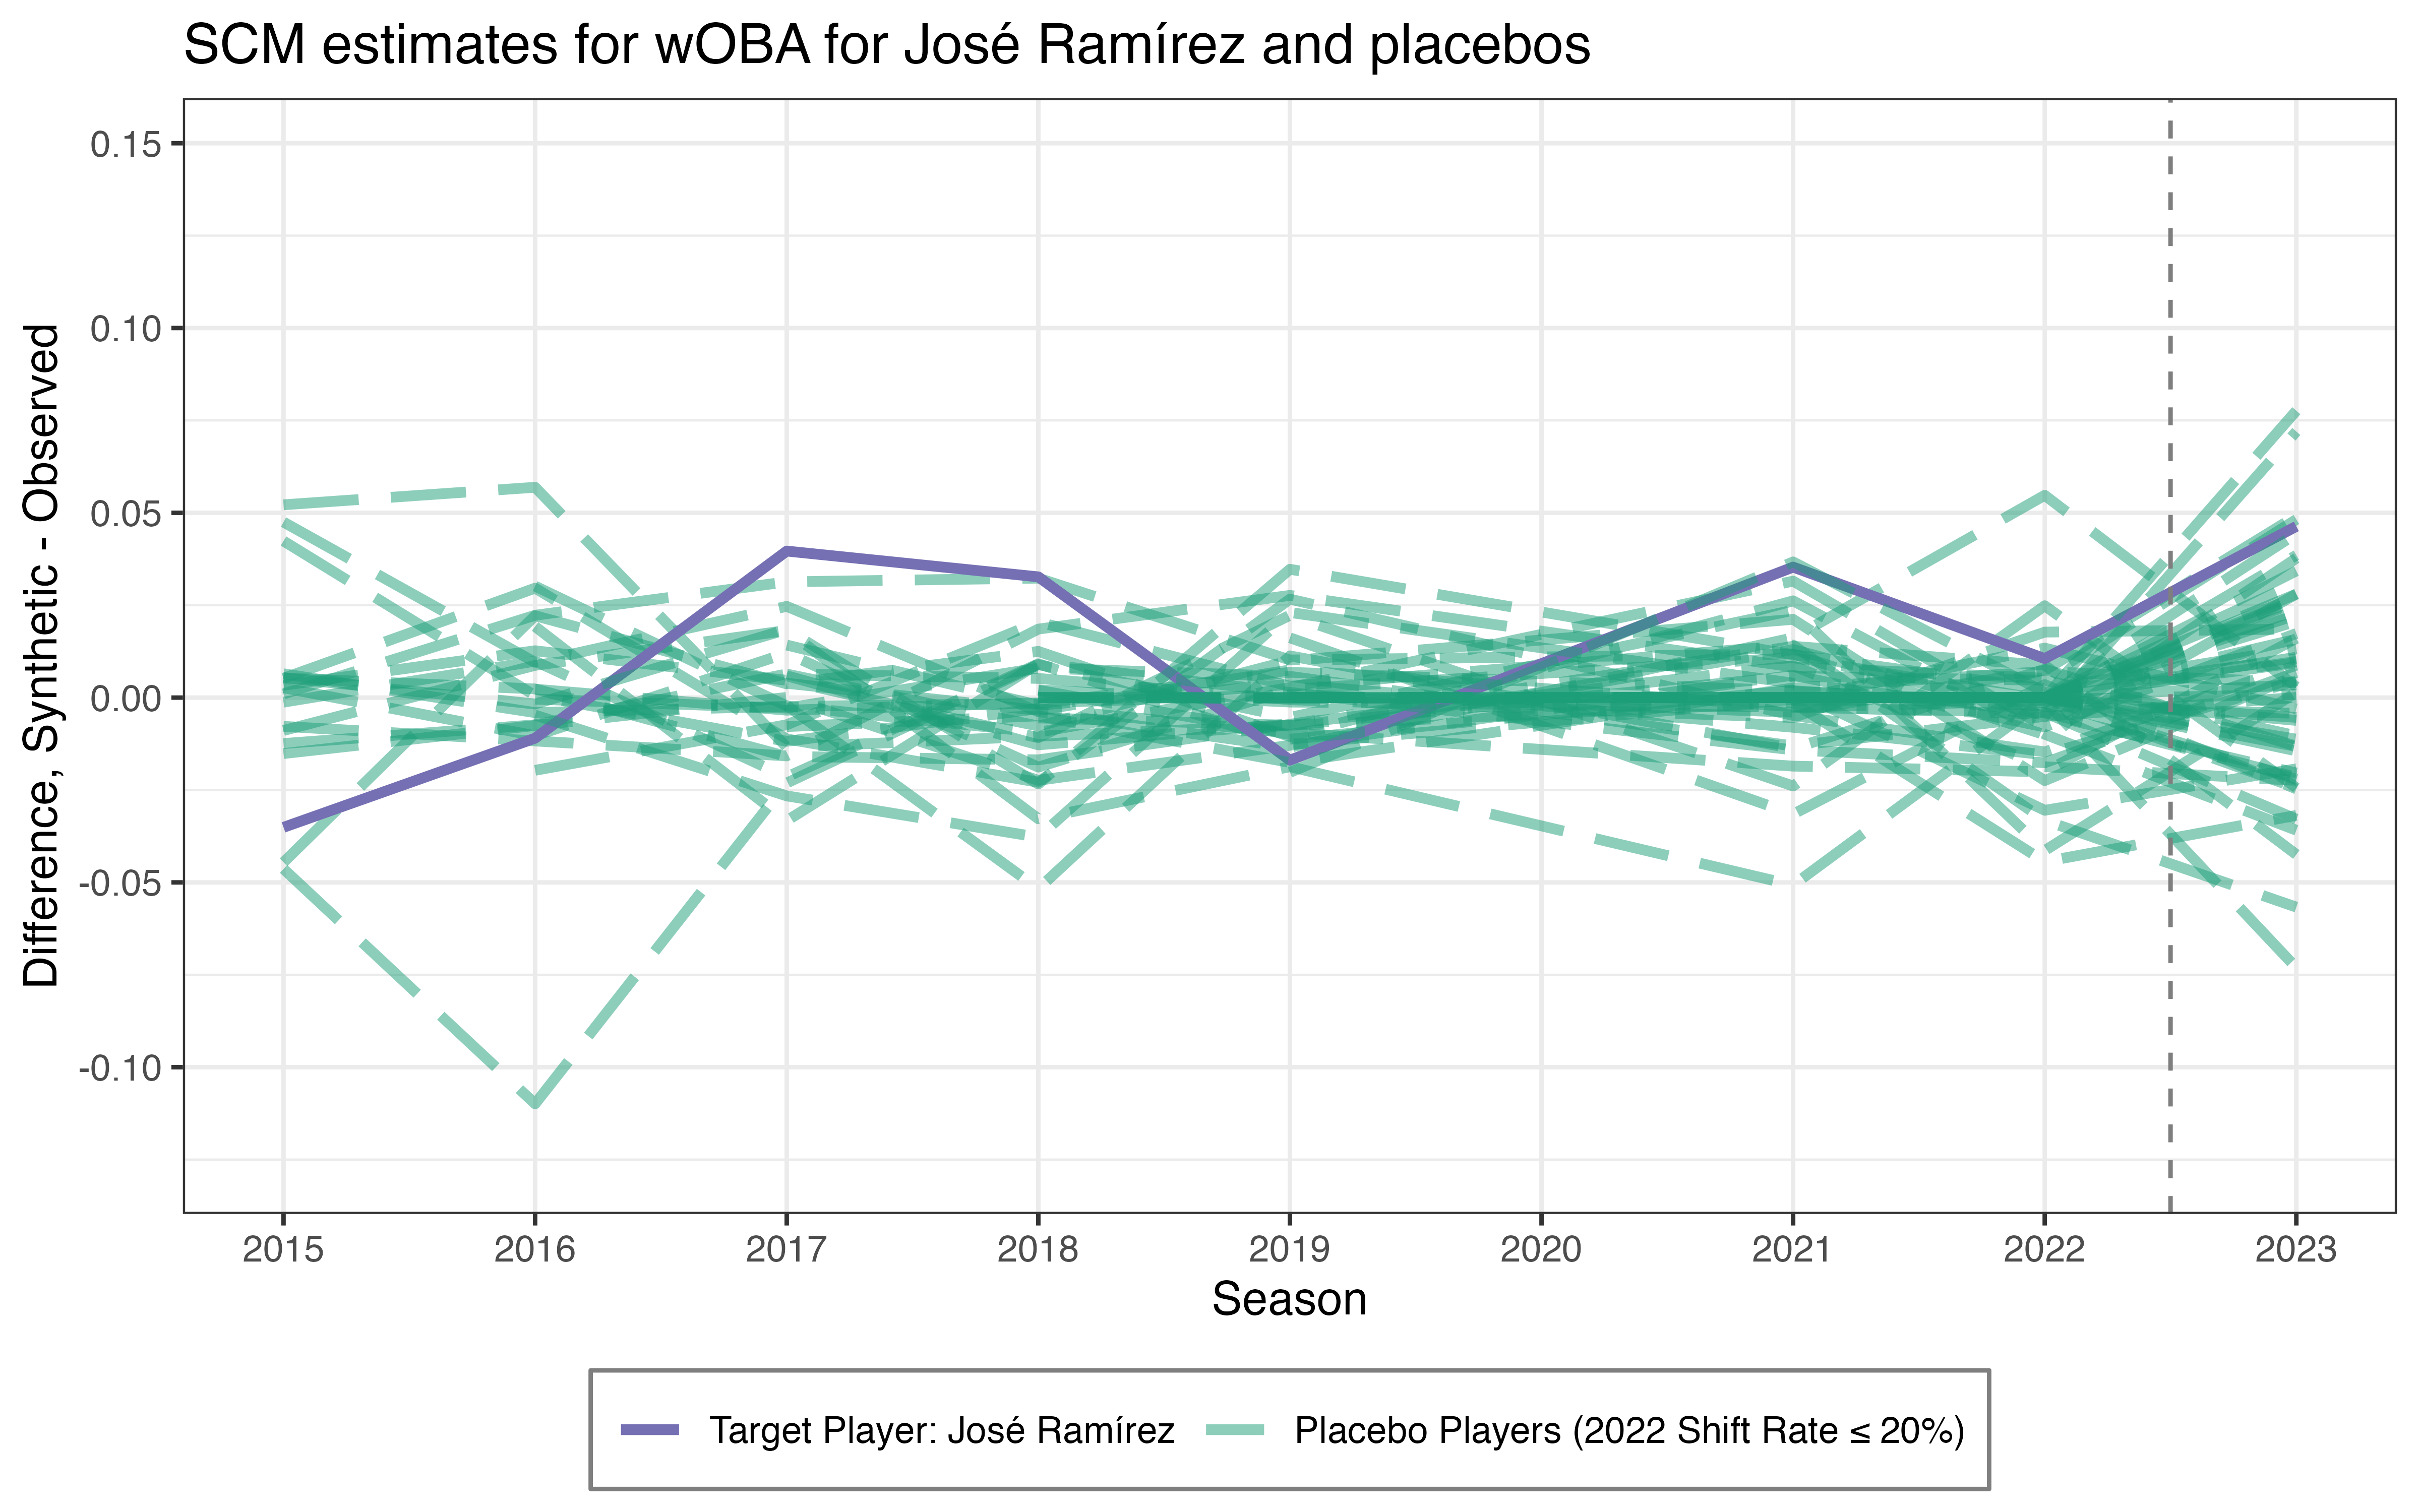 SCM estimates for wOBA for José Ramírez and placebos
Difference, Synthetic - Observed
0.15
0.10
0.05
0.00
-0.05
-0.10
2015 2016 2017 2018 2019 2020 2021 2022 2023
Season
Target Player: José Ramírez Placebo Players (2022 Shift Rate ≤ 20%)